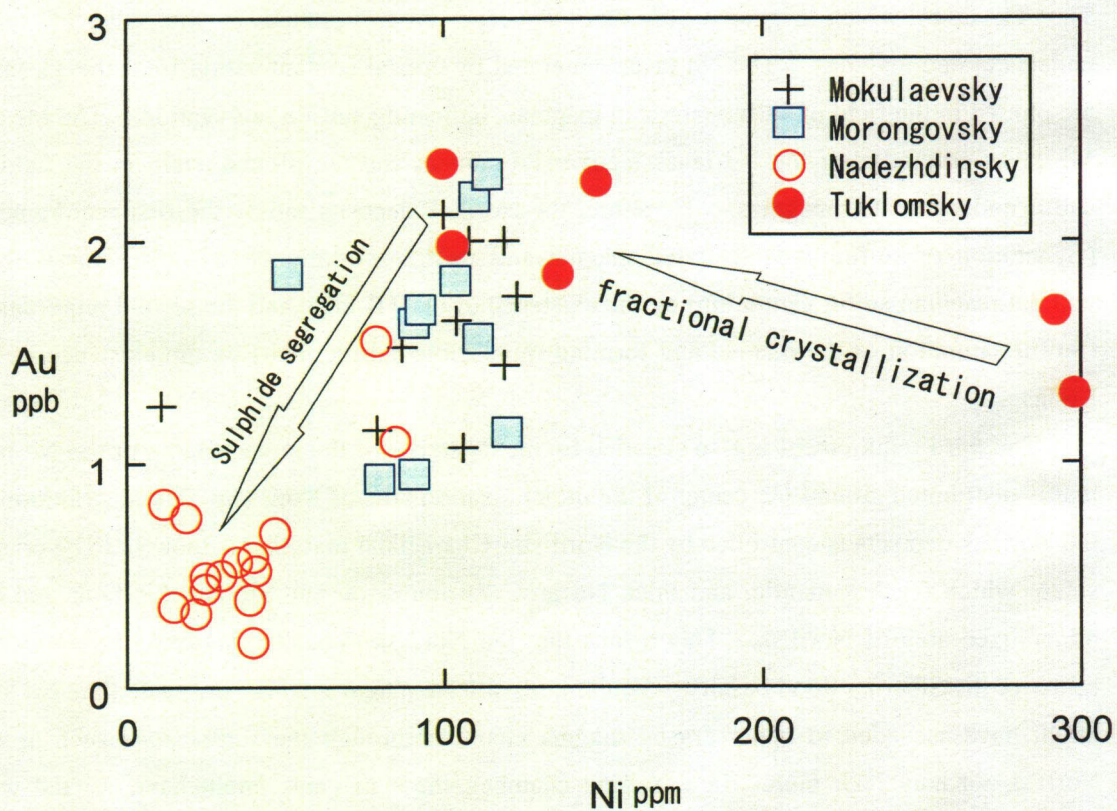 3
Mokulaevsky
Morongovsky
Nadezhdinsky
Tuklomsky
2
Sulphide segregation
fractional crystallization
Au
ppb
1
0
0
100
200
300
Ni ppm